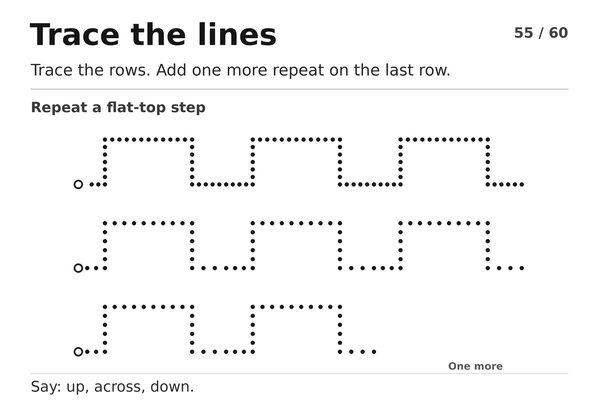 Trace the lines
55 / 60
Trace the rows. Add one more repeat on the last row.
Repeat a flat-top step
One more
Say: up, across, down.